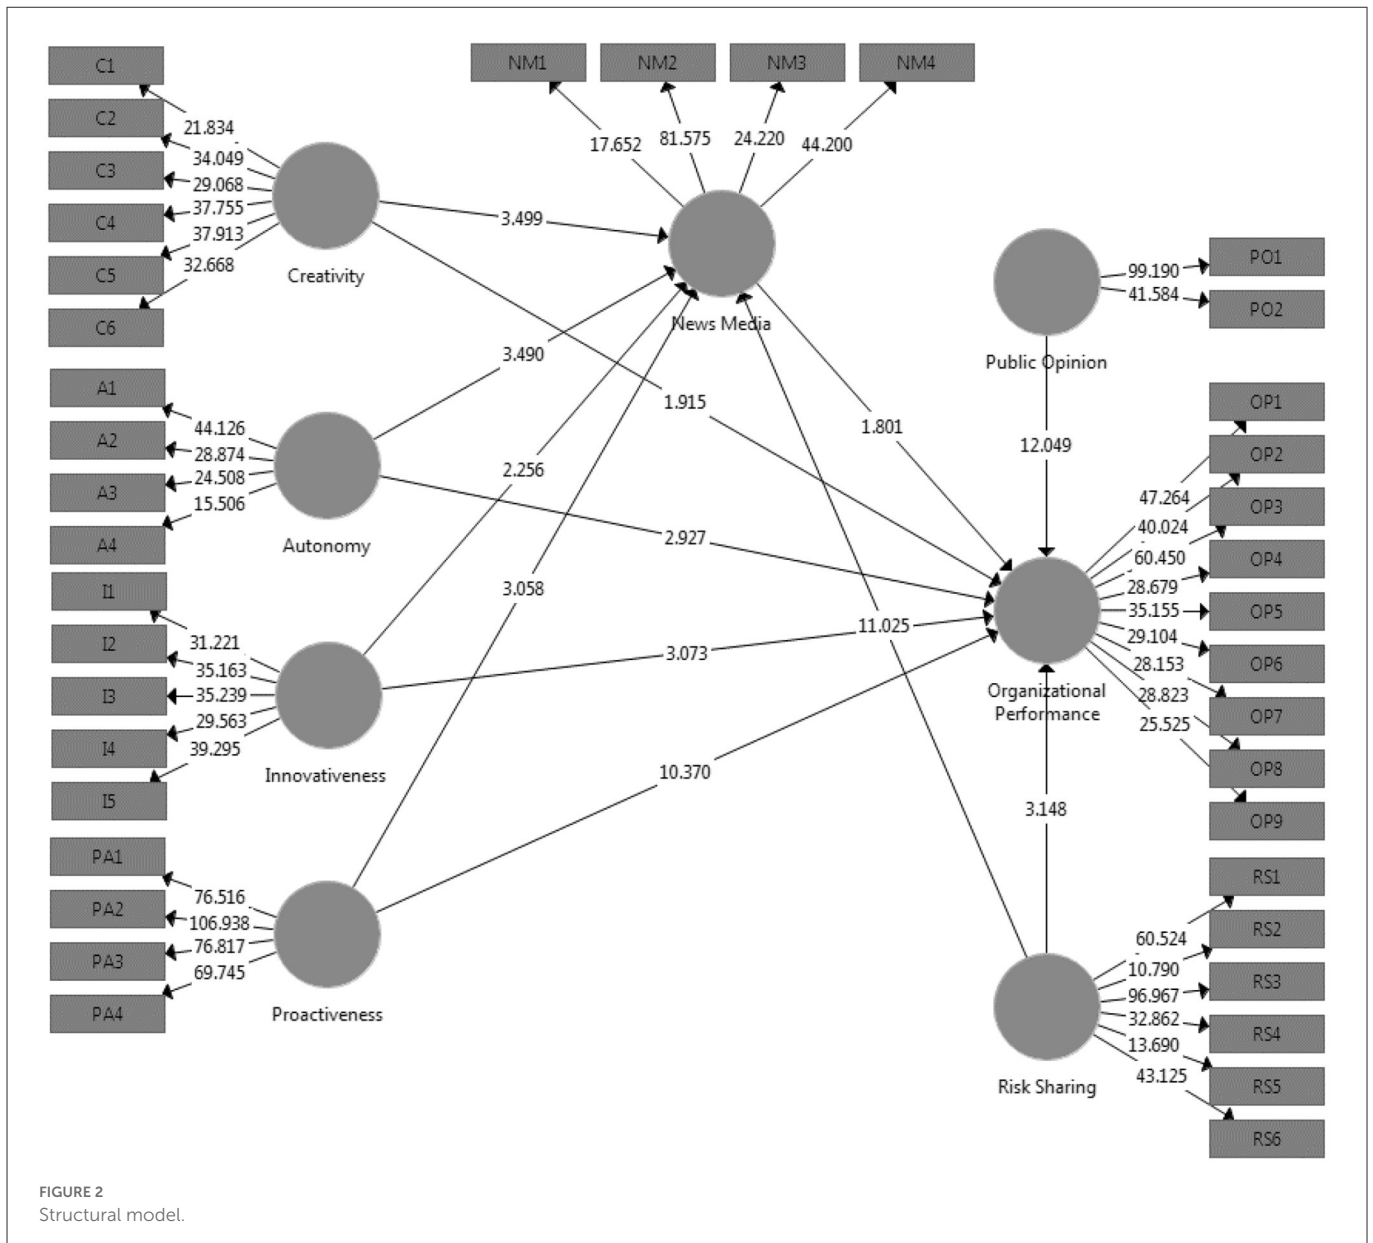 C1
C2
C3
C4
C5
C6
21.834
34.049
29.068
37.755
37.913
32.668
Creativity
NM1
NM2
NM3
NM4
17.652
81.575
24.220
44.200
News Media
3.499
3.490
2.256
3.058
1.915
2.927
3.073
10.370
1.801
11.025
12.049
3.148
A1
A2
A3
A4
44.126
28.874
24.508
15.506
Autonomy
I1
I2
I3
I4
I5
31.221
35.163
35.239
29.563
39.295
Innovativeness
PA1
PA2
PA3
PA4
76.516
106.938
76.817
69.745
Proactiveness
Public Opinion
99.190
41.584
PO1
PO2
Organizational
Performance
47.264
40.024
60.450
28.679
35.155
29.104
28.153
28.823
25.525
OP1
OP2
OP3
OP4
OP5
OP6
OP7
OP8
OP9
Risk Sharing
60.524
10.790
96.967
32.862
13.690
43.125
RS1
RS2
RS3
RS4
RS5
RS6
FIGURE 2
Structural model.